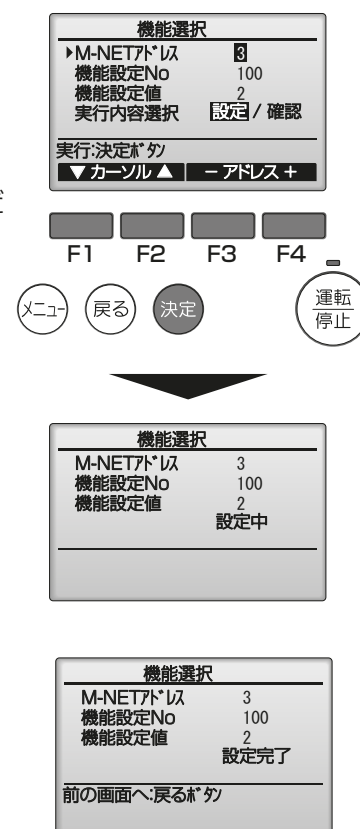 機能選択
▶M-NETアドレス 3
機能設定No 100
機能設定値 2
実行内容選択 設定 / 確認
実行:決定ボタン
▼ カーソル ▲ − アドレス +
F1 F2 F3 F4
メニュー 戻る 決定 運転
停止
機能選択
M-NETアドレス 3
機能設定No 100
機能設定値 2
設定中
機能選択
M-NETアドレス 3
機能設定No 100
機能設定値 2
設定完了
前の画面へ:戻るボタン